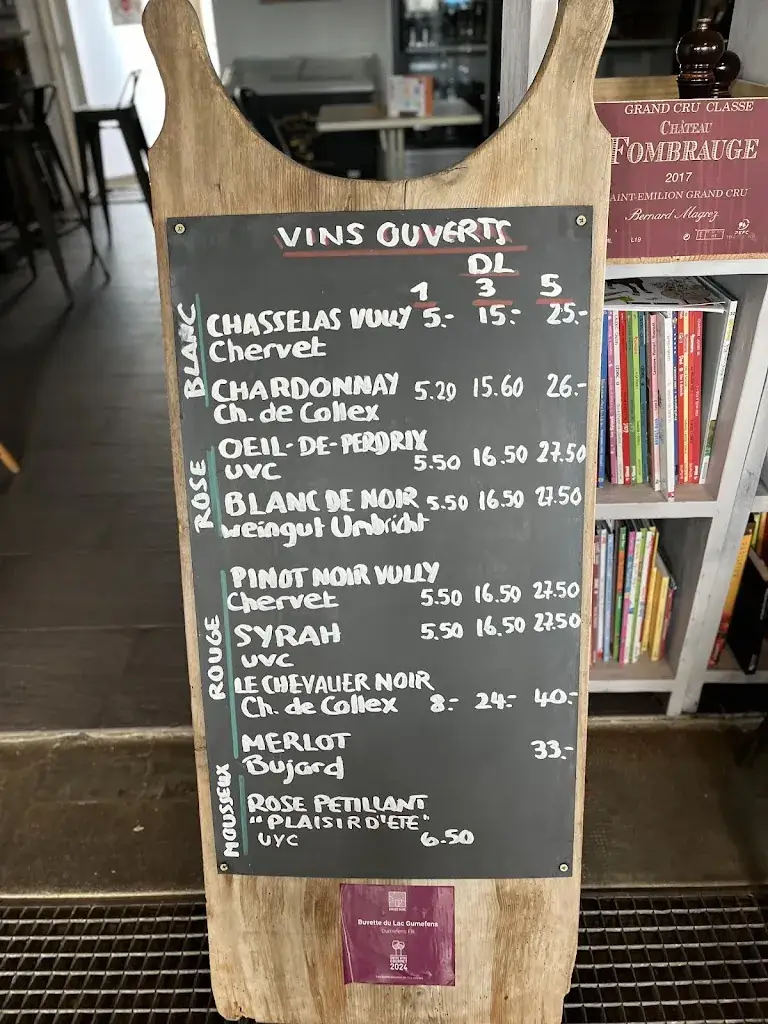 VINS OUVERTS
DL
1 3 5
BLANC
CHASSELAS VULLY 5.- 15.- 25.-
Chervet
CHARDONNAY 5.20 15.60 26.-
Ch. de Collex
ROSE
OEIL-DE-PERDRIX
UVC 5.50 16.50 27.50
BLANC DE NOIR 5.50 16.50 27.50
Weingut Umbricht
ROUGE
PINOT NOIR VULLY
Chervet 5.50 16.50 27.50
SYRAH 5.50 16.50 27.50
UVC
LE CHEVALIER NOIR
Ch. de Collex 8.- 24.- 40.-
MERLOT 33.-
Bujard
MOUSSEUX
ROSE PETILLANT
"PLAISIR D'ETE"
UVC 6.50
Buvette du Lac Gumefens
Gumefens FR
2024
GRAND CRU CLASSE
CHÂTEAU
FOMBRAUGE
2017
SAINT-EMILION GRAND CRU
Bernard Magrez
L19
PEFC